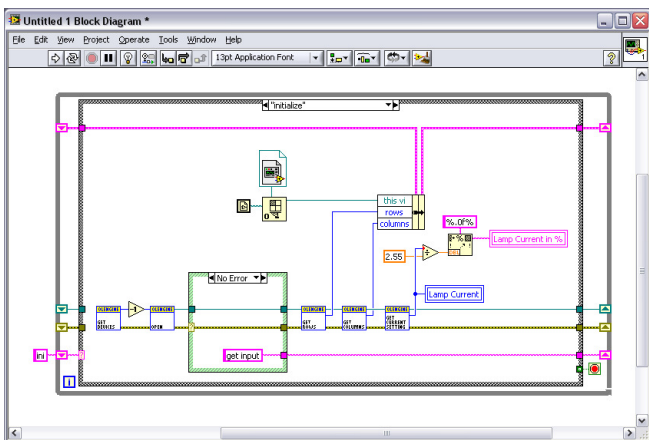 Untitled 1 Block Diagram *
File Edit View Project Operate Tools Window Help
13pt Application Font
?
1
"initialize"
this vi
rows
columns
%.0f%
Lamp Current in %
2.55
No Error
Lamp Current
GET DEVICES
-1
OPEN
GET ROWS
GET COLUMNS
GET CURRENT SETTING
ini
get input
i